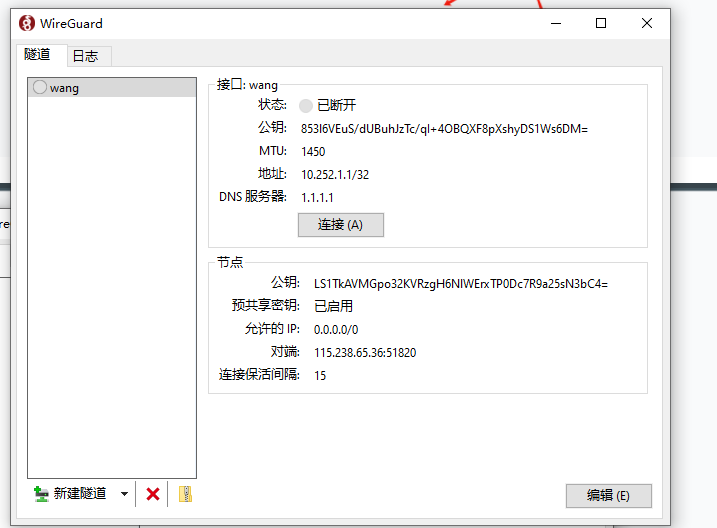 WireGuard
隧道 日志
wang
接口: wang
状态: 已断开
公钥: 853I6VEuS/dUBuhJzTc/qI+4OBQXF8pXshyDS1Ws6DM=
MTU: 1450
地址: 10.252.1.1/32
DNS 服务器: 1.1.1.1
连接 (A)
节点
公钥: LS1TkAVMGpo32KVRzgH6NIWErxTP0Dc7R9a25sN3bC4=
预共享密钥: 已启用
允许的 IP: 0.0.0.0/0
对端: 115.238.65.36:51820
连接保活间隔: 15
新建隧道
编辑 (E)